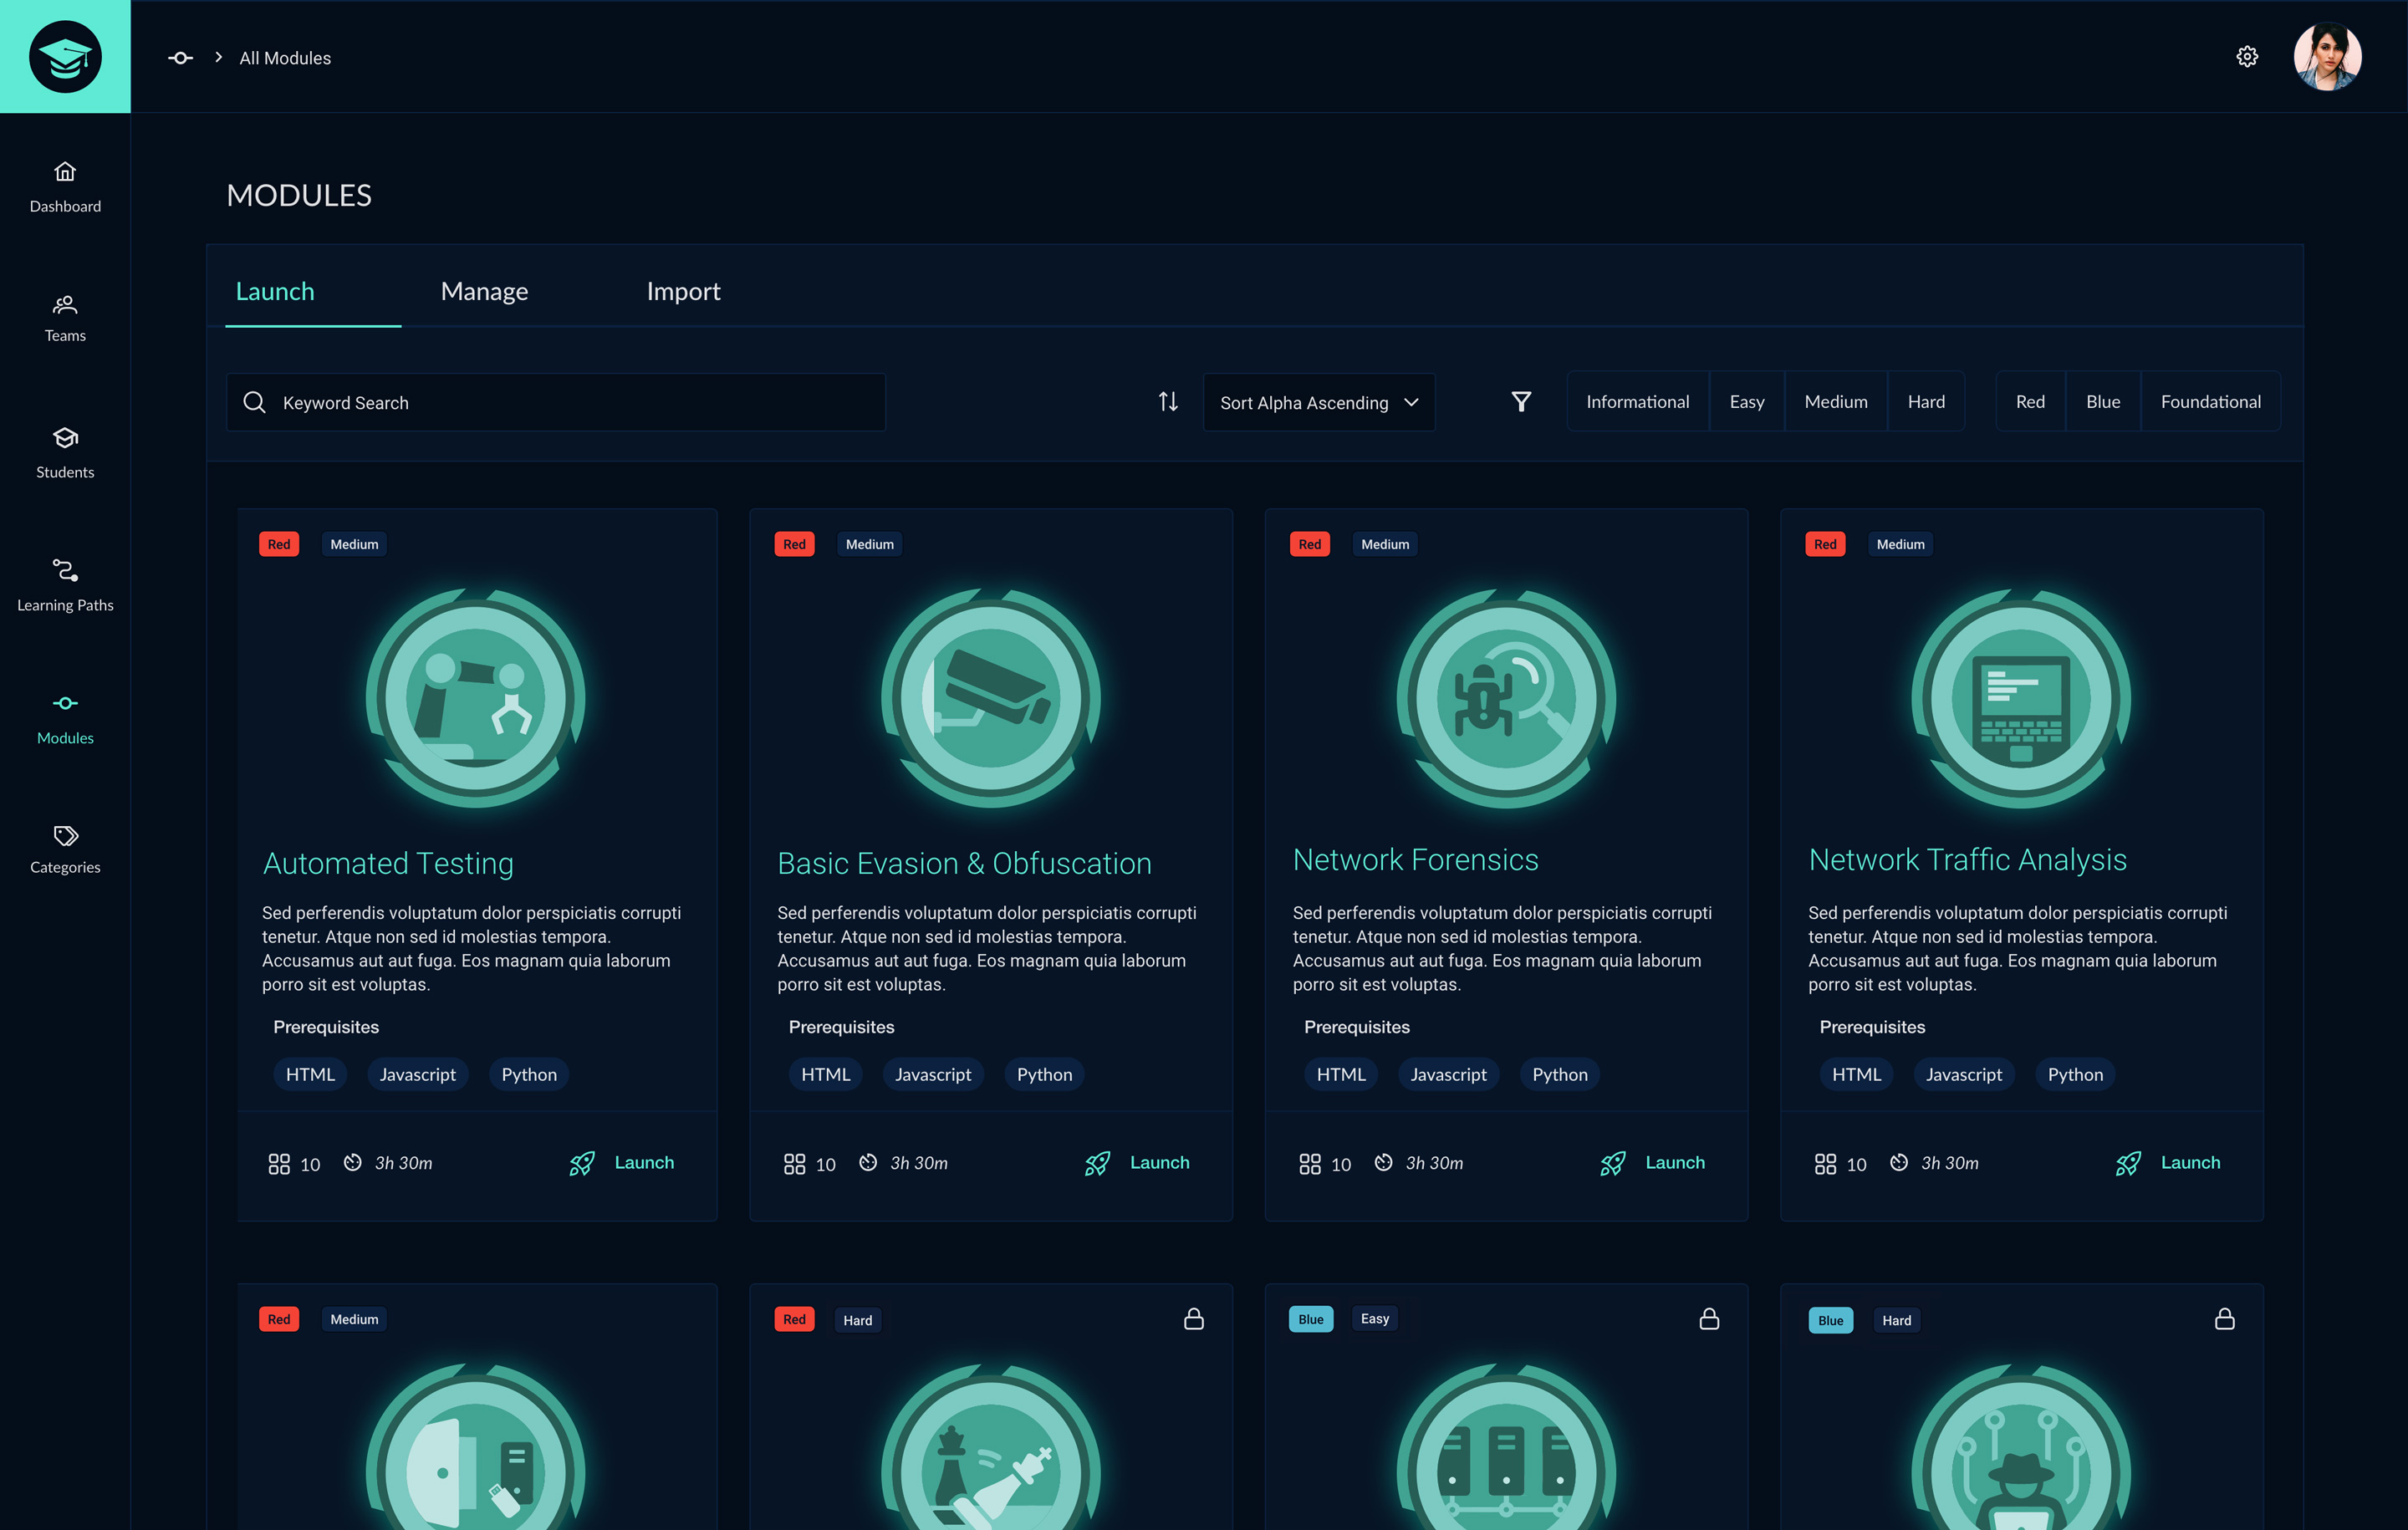 All Modules
Dashboard
Teams
Students
Learning Paths
Modules
Categories
MODULES
Launch
Manage
Import
Keyword Search
Sort Alpha Ascending
Informational
Easy
Medium
Hard
Red
Blue
Foundational
Red
Medium
Automated Testing
Sed perferendis voluptatum dolor perspiciatis corrupti
tenetur. Atque non sed id molestias tempora.
Accusamus aut aut fuga. Eos magnam quia laborum
porro sit est voluptas.
Prerequisites
HTML
Javascript
Python
10
3h 30m
Launch
Red
Medium
Basic Evasion & Obfuscation
Sed perferendis voluptatum dolor perspiciatis corrupti
tenetur. Atque non sed id molestias tempora.
Accusamus aut aut fuga. Eos magnam quia laborum
porro sit est voluptas.
Prerequisites
HTML
Javascript
Python
10
3h 30m
Launch
Red
Medium
Network Forensics
Sed perferendis voluptatum dolor perspiciatis corrupti
tenetur. Atque non sed id molestias tempora.
Accusamus aut aut fuga. Eos magnam quia laborum
porro sit est voluptas.
Prerequisites
HTML
Javascript
Python
10
3h 30m
Launch
Red
Medium
Network Traffic Analysis
Sed perferendis voluptatum dolor perspiciatis corrupti
tenetur. Atque non sed id molestias tempora.
Accusamus aut aut fuga. Eos magnam quia laborum
porro sit est voluptas.
Prerequisites
HTML
Javascript
Python
10
3h 30m
Launch
Red
Medium
Red
Hard
Blue
Easy
Blue
Hard